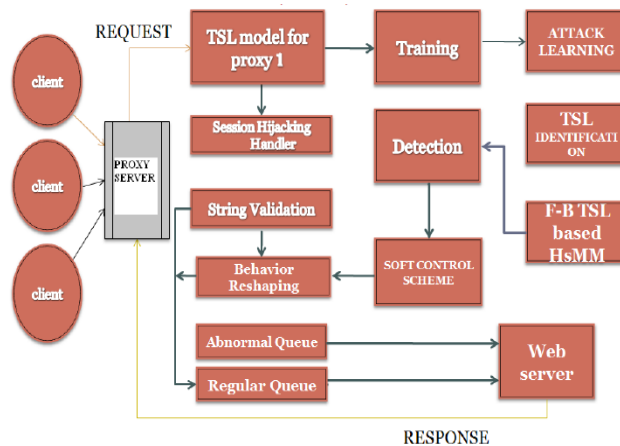 REQUEST
TSL model for
proxy 1
Training
ATTACK
LEARNING
client
Session Hijacking
Handler
TSL
IDENTIFICATI
ON
Detection
PROXY
SERVER
client
String Validation
F-B TSL
based
HsMM
client
Behavior
Reshaping
SOFT CONTROL
SCHEME
Abnormal Queue
Web
server
Regular Queue
RESPONSE